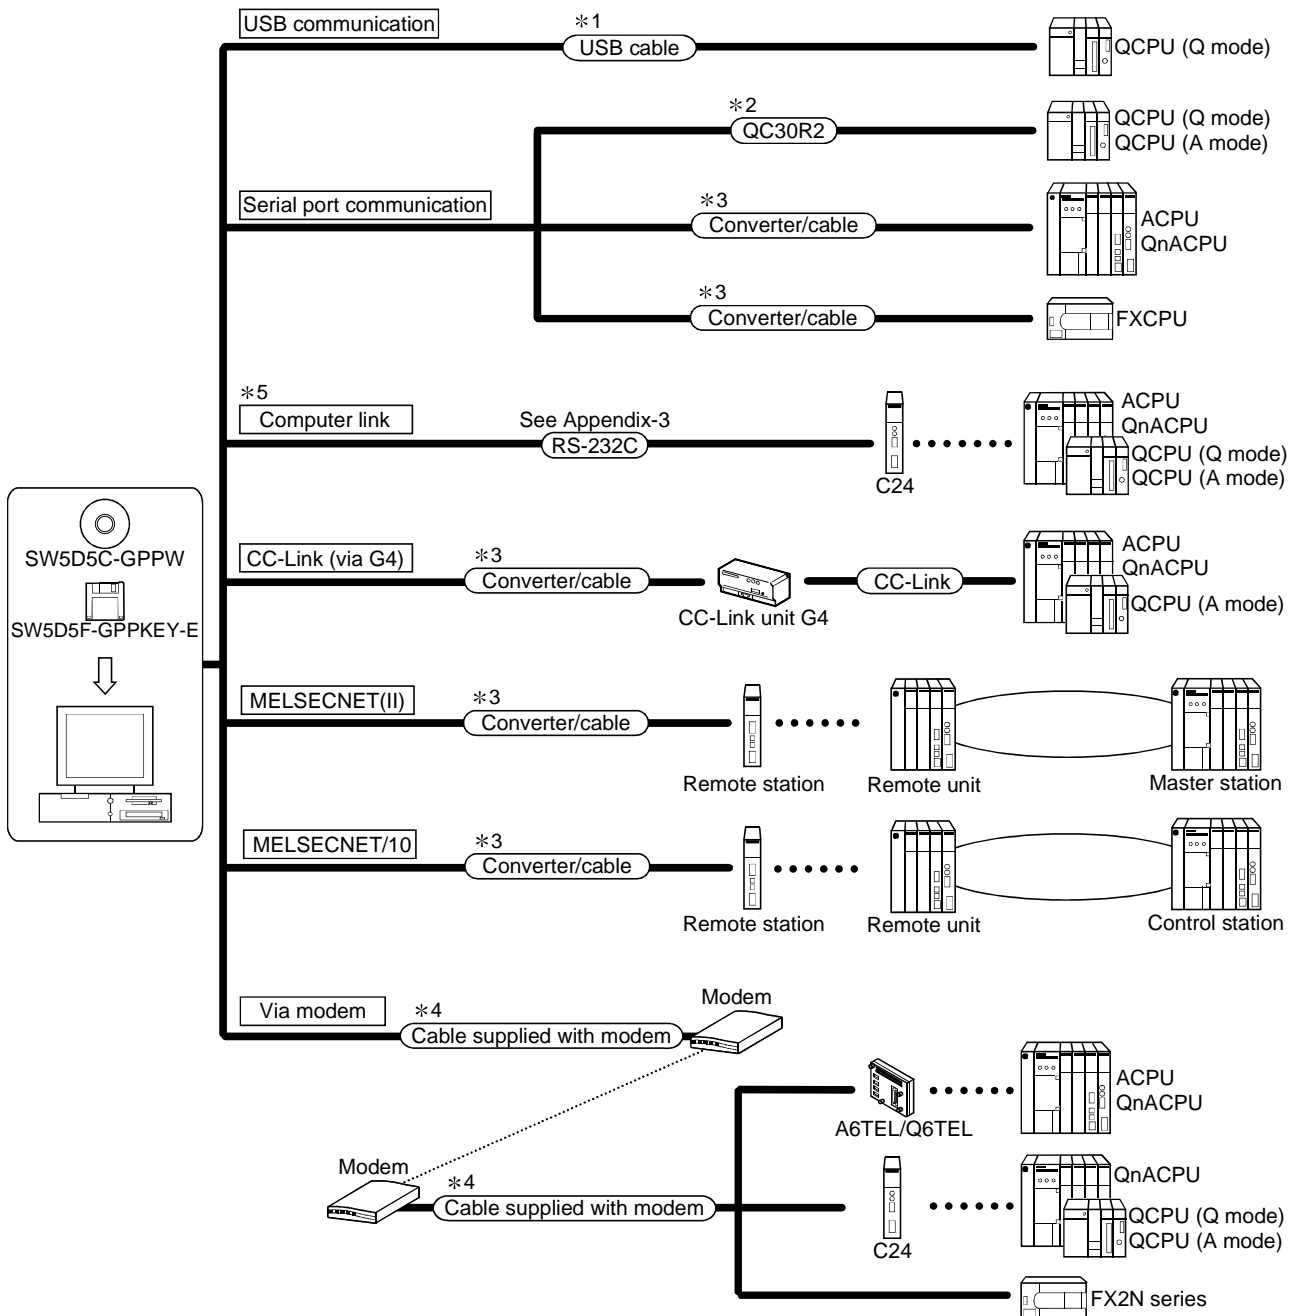 USB communication
*1
USB cable
QCPU (Q mode)
*2
QC30R2
QCPU (Q mode)
QCPU (A mode)
Serial port communication
*3
Converter/cable
ACPU
QnACPU
*3
Converter/cable
FXCPU
*5
Computer link
See Appendix-3
RS-232C
C24
ACPU
QnACPU
QCPU (Q mode)
QCPU (A mode)
SW5D5C-GPPW
SW5D5F-GPPKEY-E
CC-Link (via G4)
*3
Converter/cable
CC-Link unit G4
CC-Link
ACPU
QnACPU
QCPU (A mode)
MELSECNET(II)
*3
Converter/cable
Remote station
Remote unit
Master station
MELSECNET/10
*3
Converter/cable
Remote station
Remote unit
Control station
Via modem
*4
Cable supplied with modem
Modem
A6TEL/Q6TEL
ACPU
QnACPU
Modem
*4
Cable supplied with modem
C24
QnACPU
QCPU (Q mode)
QCPU (A mode)
FX2N series